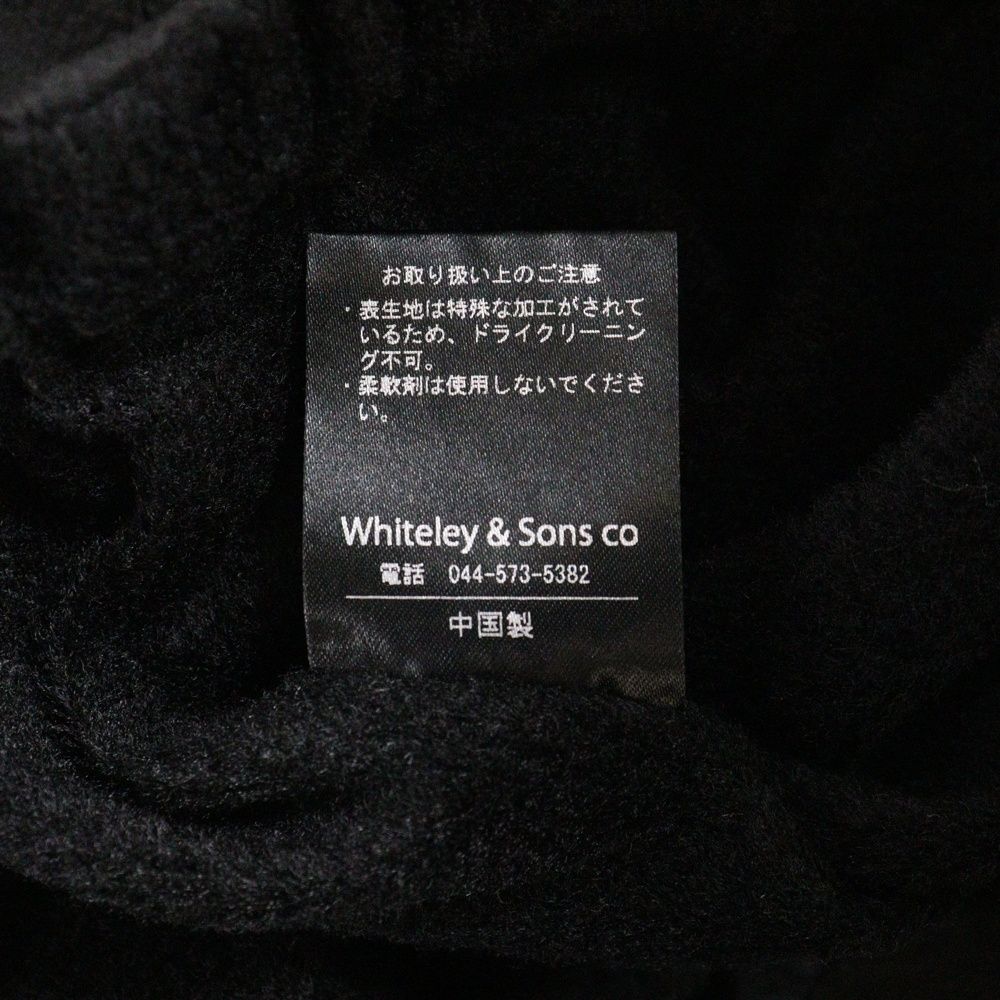 お取り扱い上のご注意
・表生地は特殊な加工がされて
いるため、ドライクリーニン
グ不可。
・柔軟剤は使用しないでくださ
い。
Whiteley & Sons co
電話 044-573-5382
中国製